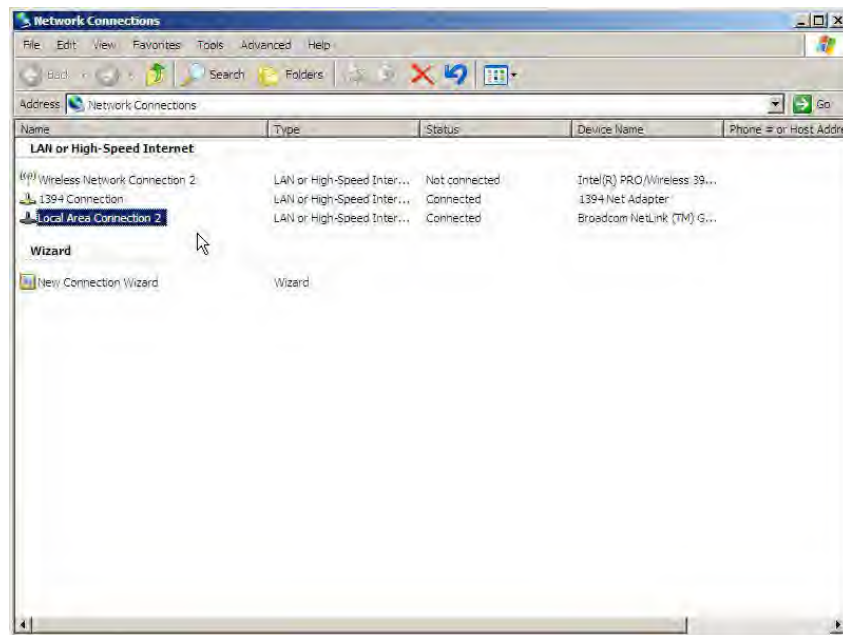 Network Connections
File Edit View Favorites Tools Advanced Help
Back Search Folders
Address Network Connections Go
Name Type Status Device Name Phone # or Host Addre
LAN or High-Speed Internet
Wireless Network Connection 2 LAN or High-Speed Inter... Not connected Intel(R) PRO/Wireless 39...
1394 Connection LAN or High-Speed Inter... Connected 1394 Net Adapter
Local Area Connection 2 LAN or High-Speed Inter... Connected Broadcom NetLink (TM) G...
Wizard
New Connection Wizard Wizard